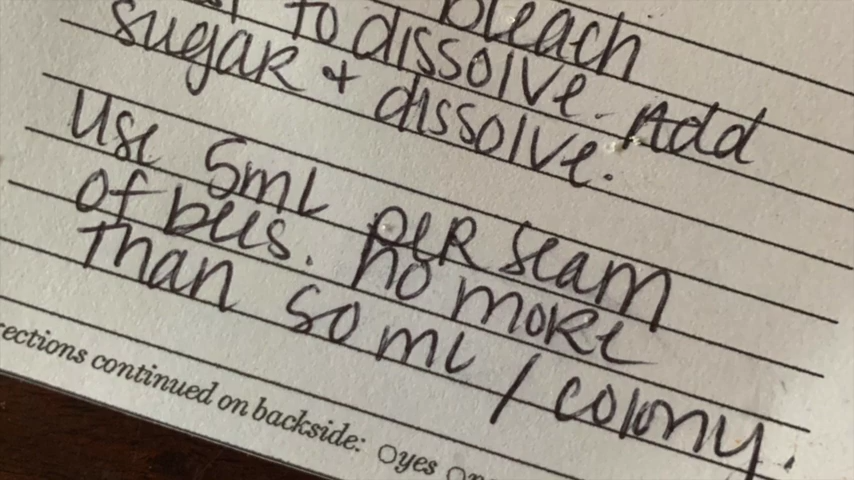 bleach
to dissolve. Add
sugar + dissolve.
Use 5mL per seam
of bees. no more
than 50 mL / colony.
ections continued on backside: yes